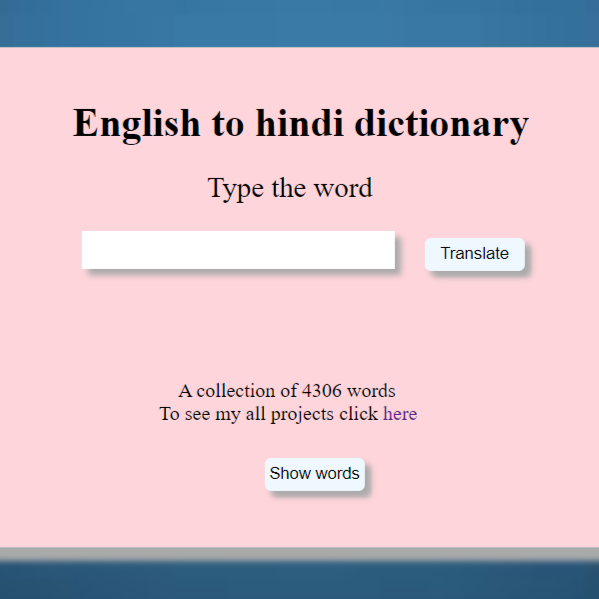 English to hindi dictionary
Type the word
Translate
A collection of 4306 words
To see my all projects click here
Show words